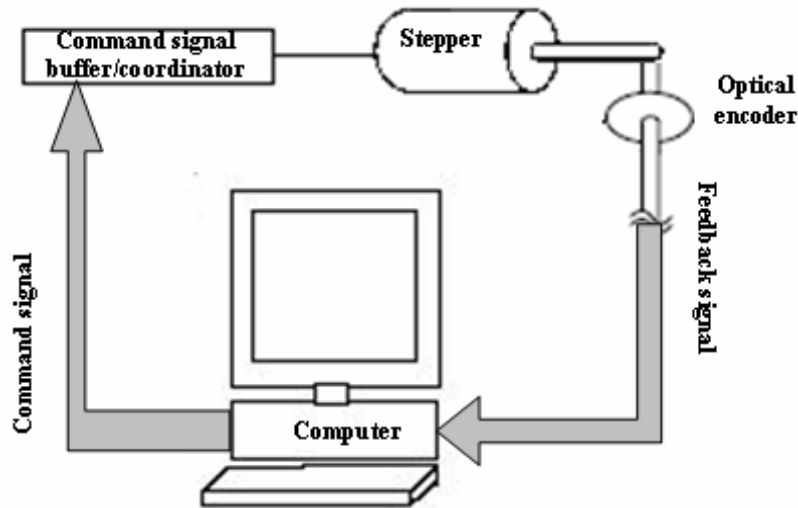 Command signal
buffer/coordinator
Stepper
Optical
encoder
Feedback signal
Command signal
Computer